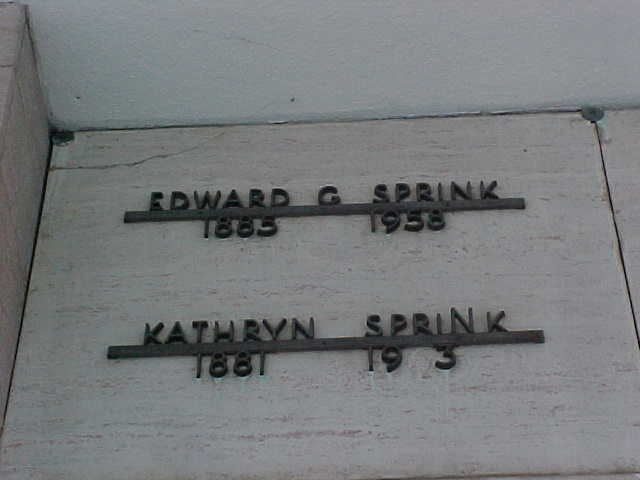 EDWARD G SPRINK
1885 1958
KATHRYN SPRINK
1881 19 3